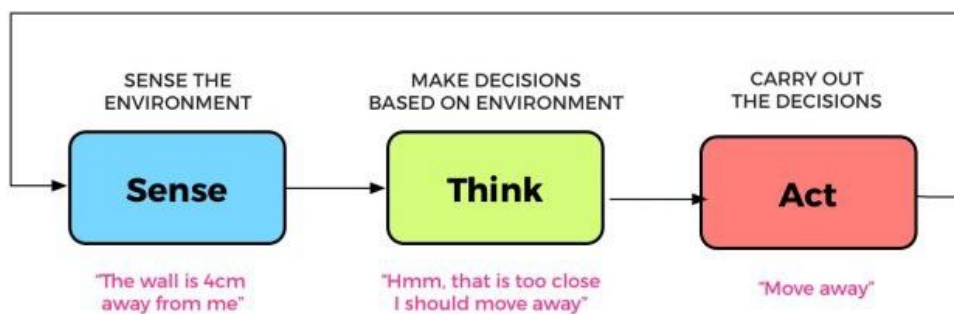 SENSE THE
ENVIRONMENT
MAKE DECISIONS
BASED ON ENVIRONMENT
CARRY OUT
THE DECISIONS
Sense
Think
Act
"The wall is 4cm
away from me"
"Hmm, that is too close
I should move away"
"Move away"